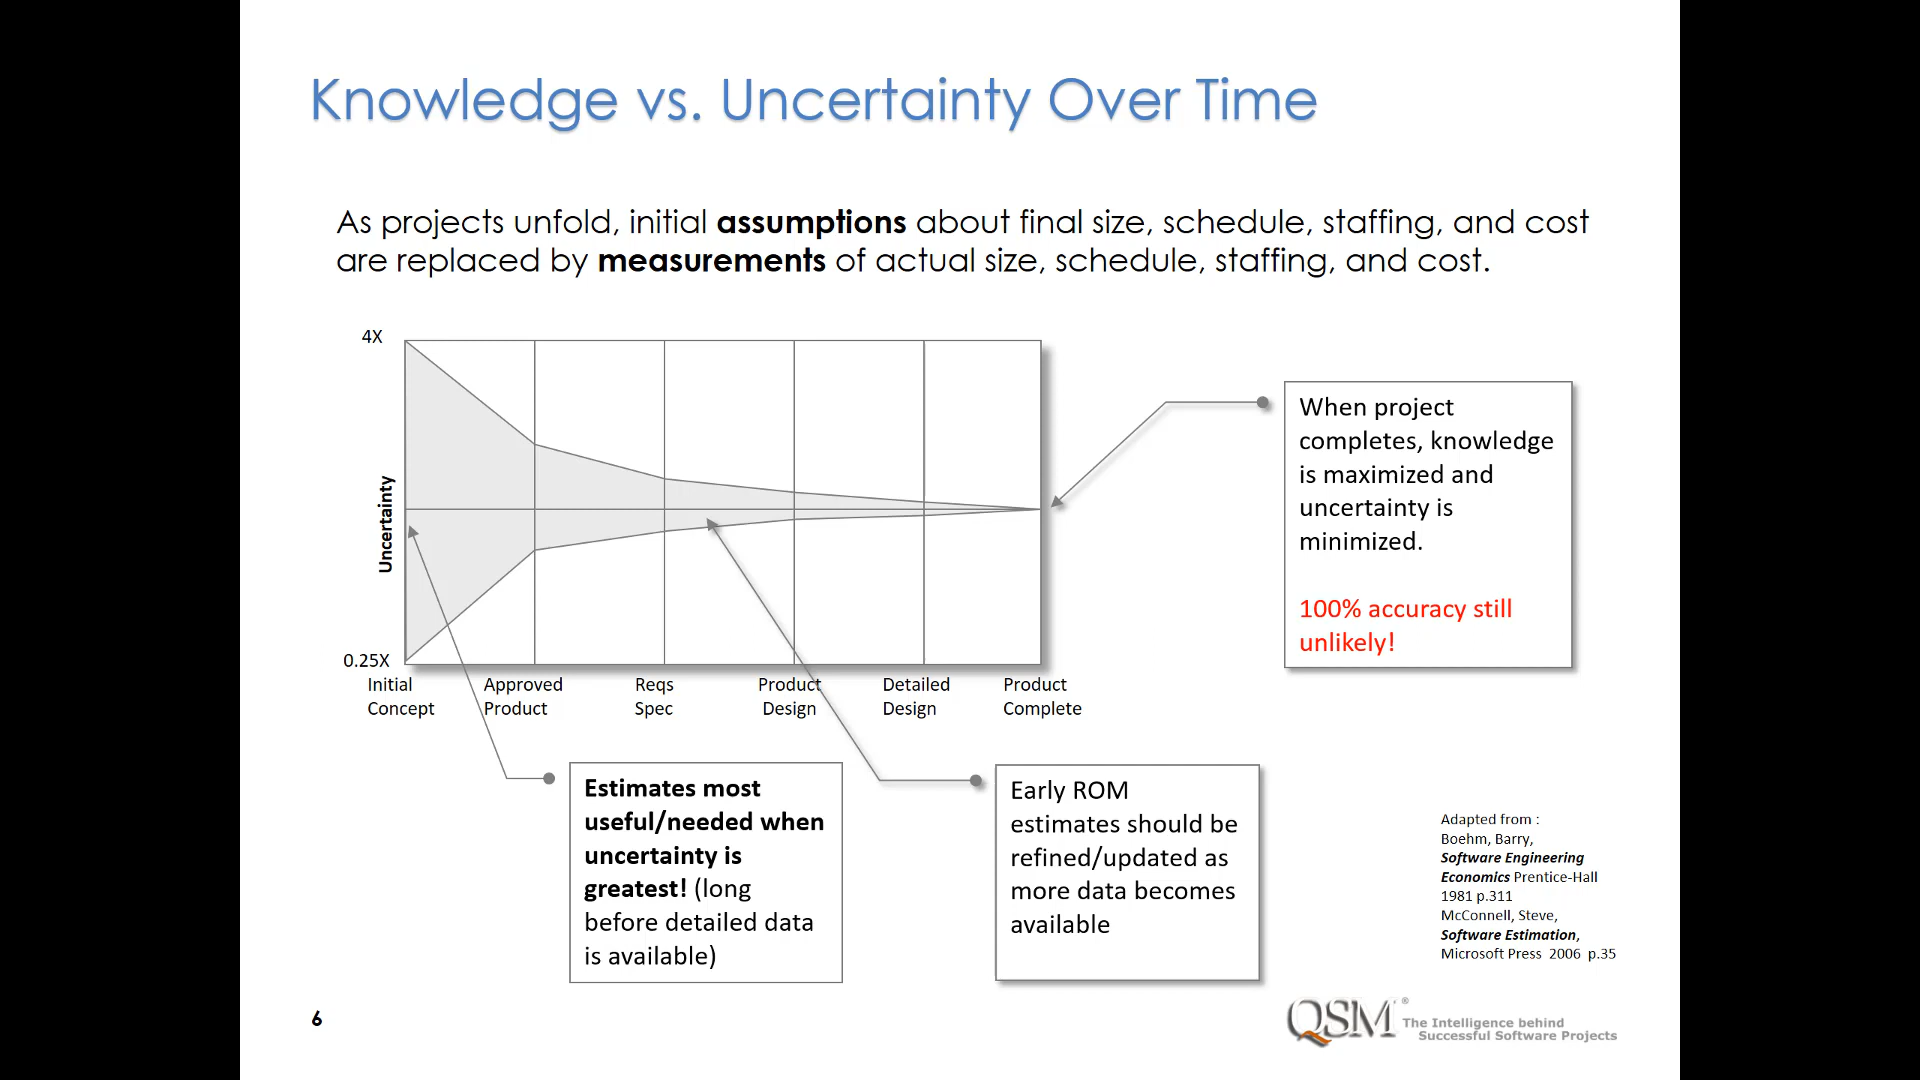 Knowledge vs. Uncertainty Over Time
As projects unfold, initial assumptions about final size, schedule, staffing, and cost
are replaced by measurements of actual size, schedule, staffing, and cost.
4X
Uncertainty
0.25X
Initial
Concept
Approved
Product
Reqs
Spec
Product
Design
Detailed
Design
Product
Complete
When project
completes, knowledge
is maximized and
uncertainty is
minimized.
100% accuracy still
unlikely!
Estimates most
useful/needed when
uncertainty is
greatest! (long
before detailed data
is available)
Early ROM
estimates should be
refined/updated as
more data becomes
available
Adapted from :
Boehm, Barry,
Software Engineering
Economics Prentice-Hall
1981 p.311
McConnell, Steve,
Software Estimation,
Microsoft Press 2006 p.35
6
QSM®
The Intelligence behind
Successful Software Projects